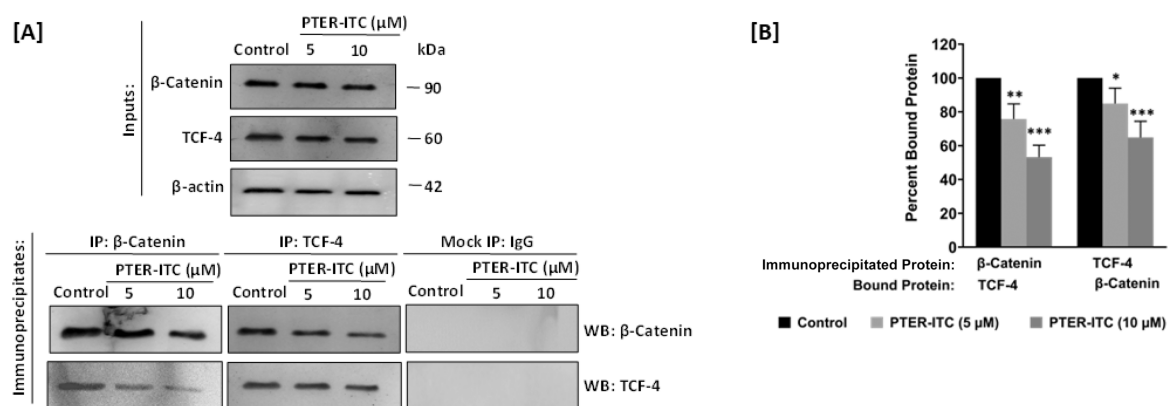 [A]
PTER-ITC (µM)
Control 5 10 kDa
Inputs:
β-Catenin 90
TCF-4 60
β-actin 42
Immunoprecipitates:
IP: β-Catenin IP: TCF-4 Mock IP: IgG
PTER-ITC (µM) PTER-ITC (µM) PTER-ITC (µM)
Control 5 10 Control 5 10 Control 5 10
WB: β-Catenin
WB: TCF-4
[B]
Percent Bound Protein
120
100
80
60
40
20
0
** *** * ***
Immunoprecipitated Protein: β-Catenin TCF-4
Bound Protein: TCF-4 β-Catenin
Control PTER-ITC (5 µM) PTER-ITC (10 µM)